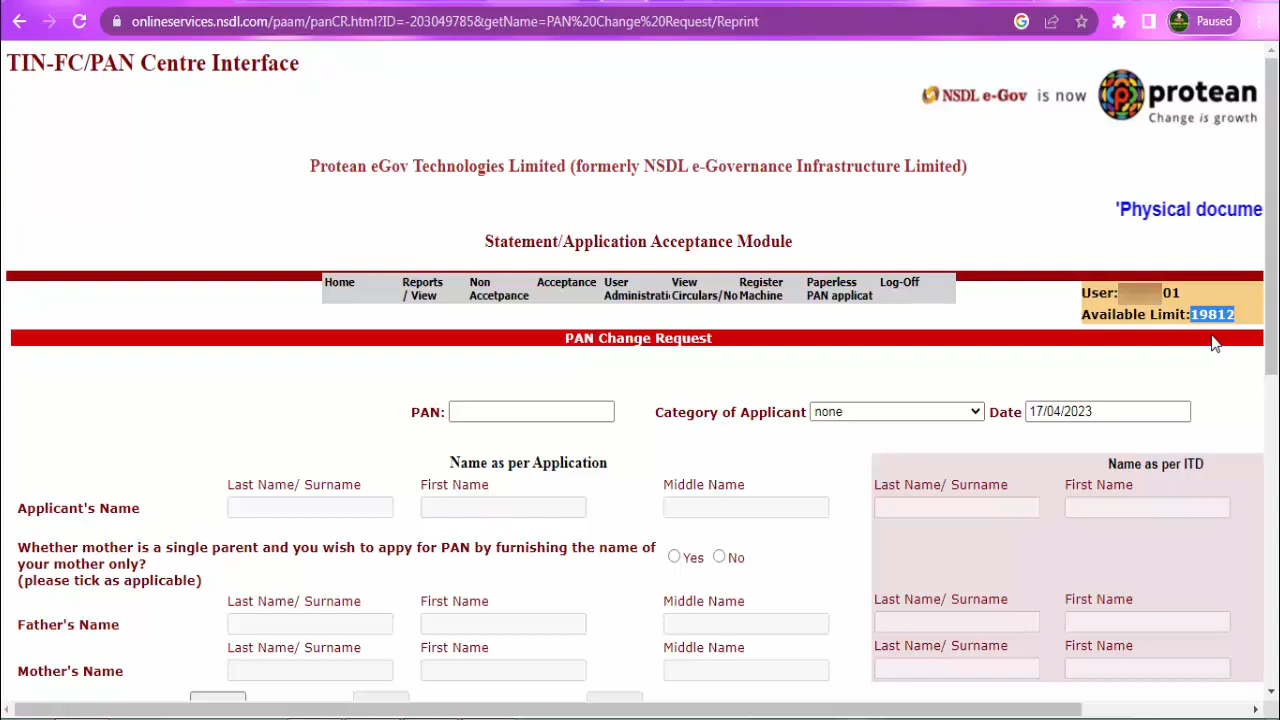 onlineservices.nsdl.com/paam/panCR.html?ID=-203049785&getName=PAN%20Change%20Request/Reprint
Paused
TIN-FC/PAN Centre Interface
NSDL e-Gov is now protean
Change is growth
Protean eGov Technologies Limited (formerly NSDL e-Governance Infrastructure Limited)
'Physical docume
Statement/Application Acceptance Module
Home Reports / View Non Accetpance Acceptance User Administrati View Circulars/No Register Machine Paperless PAN applicat Log-Off
User: 01
Available Limit:19812
PAN Change Request
PAN: Category of Applicant none Date 17/04/2023
Name as per Application Name as per ITD
Last Name/ Surname First Name Middle Name Last Name/ Surname First Name
Applicant's Name
Whether mother is a single parent and you wish to appy for PAN by furnishing the name of
your mother only? Yes No
(please tick as applicable)
Last Name/ Surname First Name Middle Name Last Name/ Surname First Name
Father's Name
Last Name/ Surname First Name Middle Name Last Name/ Surname First Name
Mother's Name